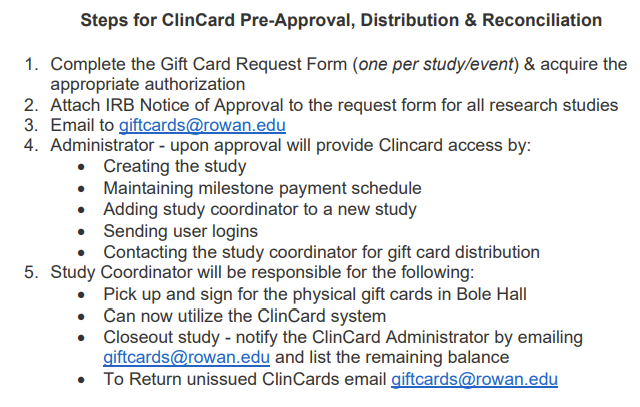 Steps for ClinCard Pre-Approval, Distribution & Reconciliation
1. Complete the Gift Card Request Form (one per study/event) & acquire the
appropriate authorization
2. Attach IRB Notice of Approval to the request form for all research studies
3. Email to giftcards@rowan.edu
4. Administrator - upon approval will provide Clincard access by:
• Creating the study
• Maintaining milestone payment schedule
• Adding study coordinator to a new study
• Sending user logins
• Contacting the study coordinator for gift card distribution
5. Study Coordinator will be responsible for the following:
• Pick up and sign for the physical gift cards in Bole Hall
• Can now utilize the ClinCard system
• Closeout study - notify the ClinCard Administrator by emailing
giftcards@rowan.edu and list the remaining balance
• To Return unissued ClinCards email giftcards@rowan.edu